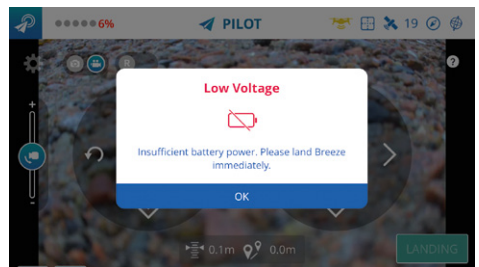 6% PILOT 19
R ?
Low Voltage
Insufficient battery power. Please land Breeze
immediately.
OK
0.1m 0.0m
LANDING